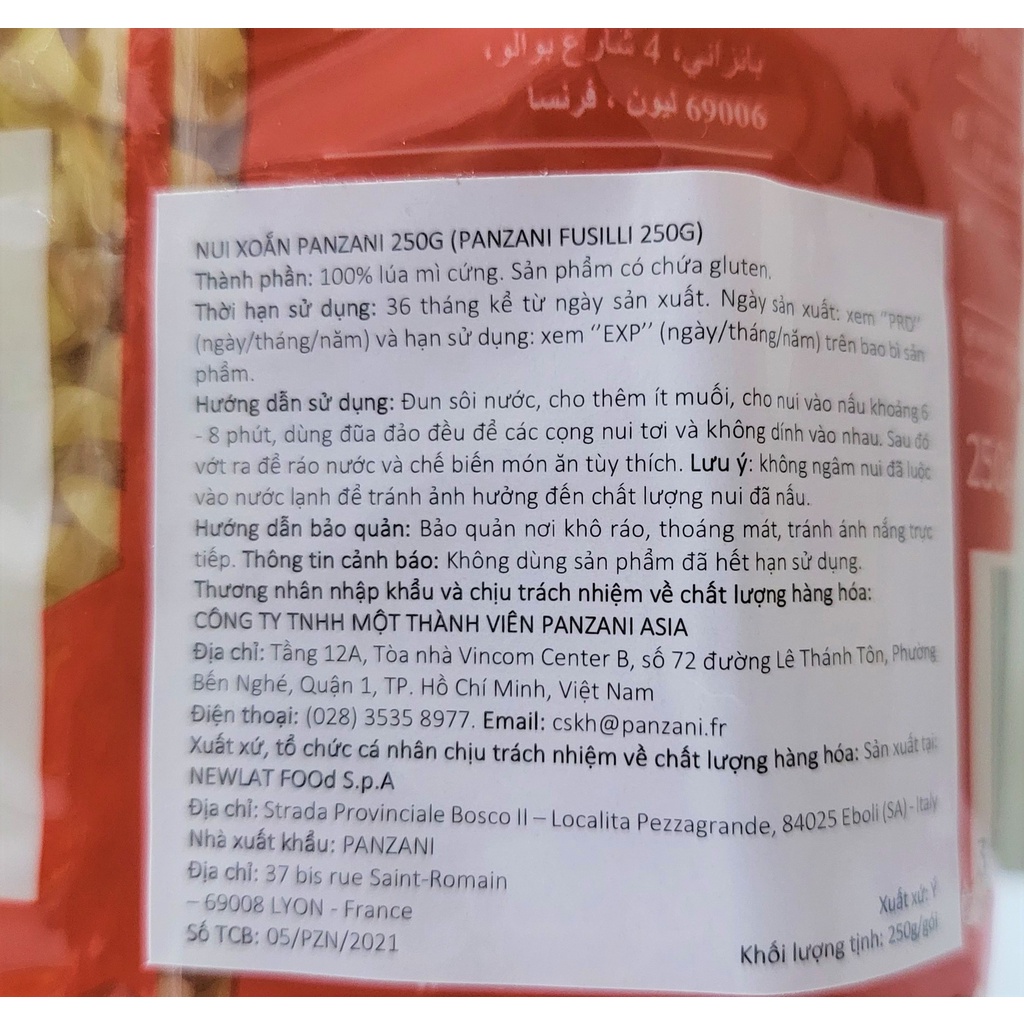 بانزاني، 4 شارع بوالو،
69006 ليون ، فرنسا
NUI XOẮN PANZANI 250G (PANZANI FUSILLI 250G)
Thành phần: 100% lúa mì cứng. Sản phẩm có chứa gluten.
Thời hạn sử dụng: 36 tháng kể từ ngày sản xuất. Ngày sản xuất: xem ‘’PRD’’
(ngày/tháng/năm) và hạn sử dụng: xem ‘’EXP’’ (ngày/tháng/năm) trên bao bì sản
phẩm.
Hướng dẫn sử dụng: Đun sôi nước, cho thêm ít muối, cho nui vào nấu khoảng 6
- 8 phút, dùng đũa đảo đều để các cọng nui tơi và không dính vào nhau. Sau đó
vớt ra để ráo nước và chế biến món ăn tùy thích. Lưu ý: không ngâm nui đã luộc
vào nước lạnh để tránh ảnh hưởng đến chất lượng nui đã nấu.
Hướng dẫn bảo quản: Bảo quản nơi khô ráo, thoáng mát, tránh ánh nắng trực
tiếp. Thông tin cảnh báo: Không dùng sản phẩm đã hết hạn sử dụng.
Thương nhân nhập khẩu và chịu trách nhiệm về chất lượng hàng hóa:
CÔNG TY TNHH MỘT THÀNH VIÊN PANZANI ASIA
Địa chỉ: Tầng 12A, Tòa nhà Vincom Center B, số 72 đường Lê Thánh Tôn, Phường
Bến Nghé, Quận 1, TP. Hồ Chí Minh, Việt Nam
Điện thoại: (028) 3535 8977. Email: cskh@panzani.fr
Xuất xứ, tổ chức cá nhân chịu trách nhiệm về chất lượng hàng hóa: Sản xuất tại:
NEWLAT FOOd S.p.A
Địa chỉ: Strada Provinciale Bosco II – Localita Pezzagrande, 84025 Eboli (SA) - Italy
Nhà xuất khẩu: PANZANI
Địa chỉ: 37 bis rue Saint-Romain
– 69008 LYON - France
Số TCB: 05/PZN/2021
Xuất xứ: Ý
Khối lượng tịnh: 250g/gói
250